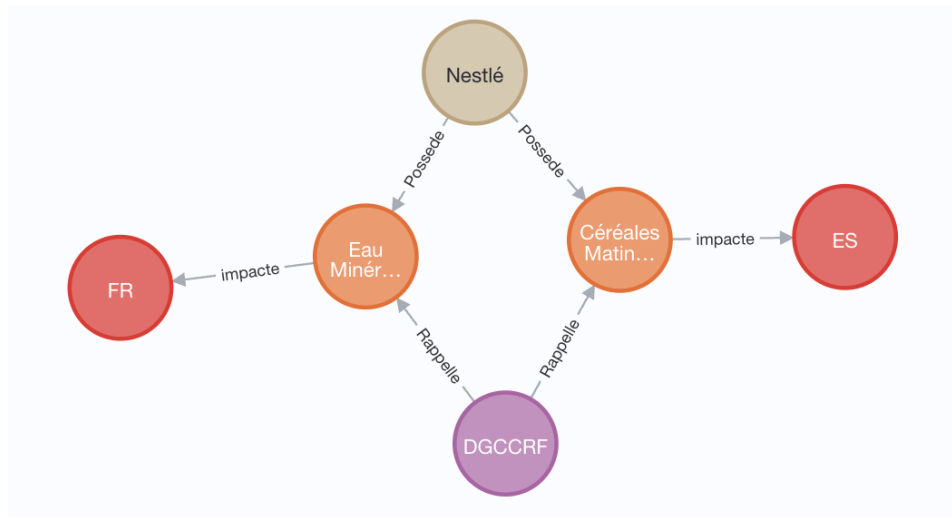 Nestlé
Possede
Possede
Eau
Minér…
Céréales
Matin…
impacte
ES
FR
impacte
Rappelle
Rappelle
DGCCRF